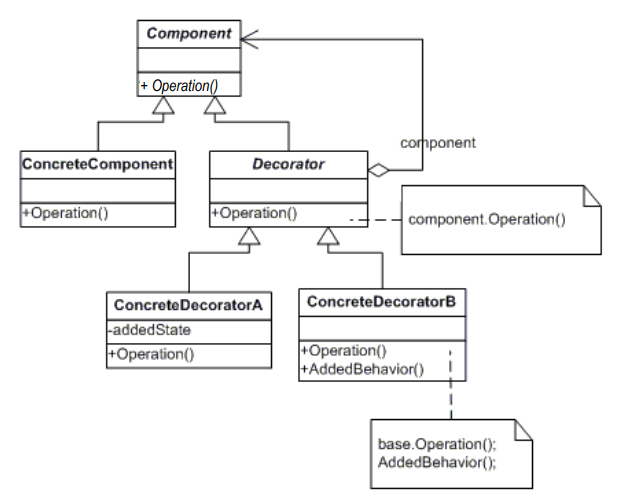 Component
+ Operation()
component
ConcreteComponent
+Operation()
Decorator
+Operation()
component.Operation()
ConcreteDecoratorA
-addedState
+Operation()
ConcreteDecoratorB
+Operation()
+AddedBehavior()
base.Operation();
AddedBehavior();